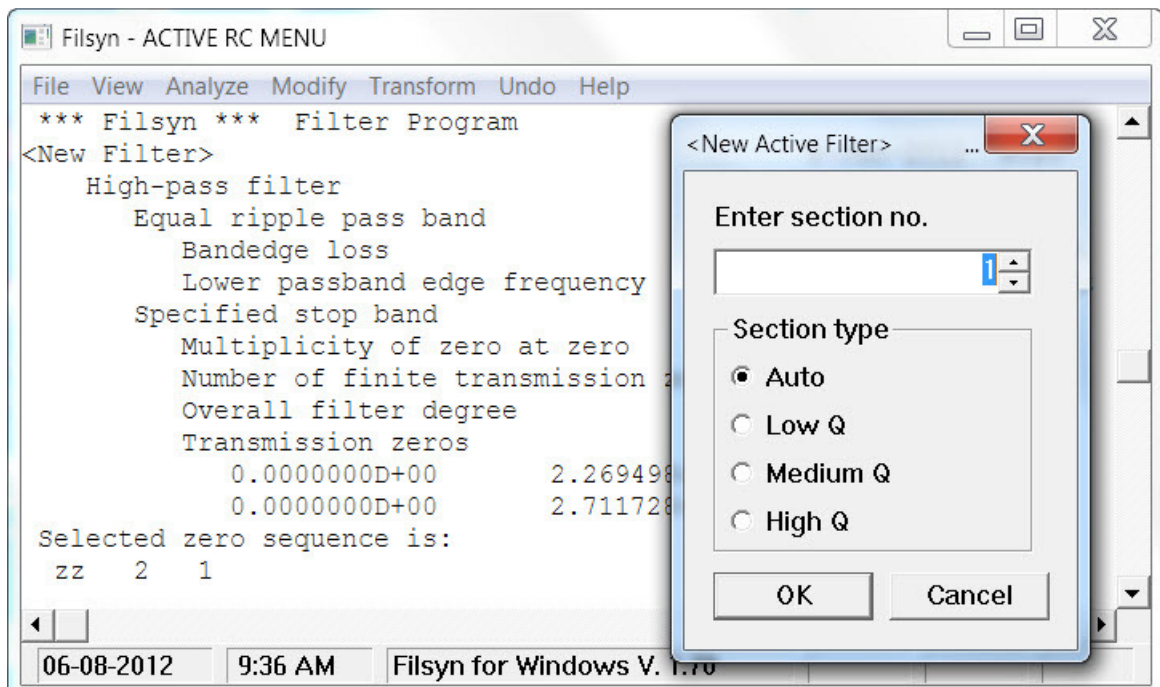 Filsyn - ACTIVE RC MENU
File View Analyze Modify Transform Undo Help
*** Filsyn *** Filter Program
<New Filter>
High-pass filter
Equal ripple pass band
Bandedge loss
Lower passband edge frequency
Specified stop band
Multiplicity of zero at zero
Number of finite transmission
Overall filter degree
Transmission zeros
0.0000000D+00 2.269498
0.0000000D+00 2.711728
Selected zero sequence is:
zz 2 1
06-08-2012 9:36 AM Filsyn for Windows V. 1.70
<New Active Filter> ...
Enter section no.
1
Section type
Auto
Low Q
Medium Q
High Q
OK Cancel